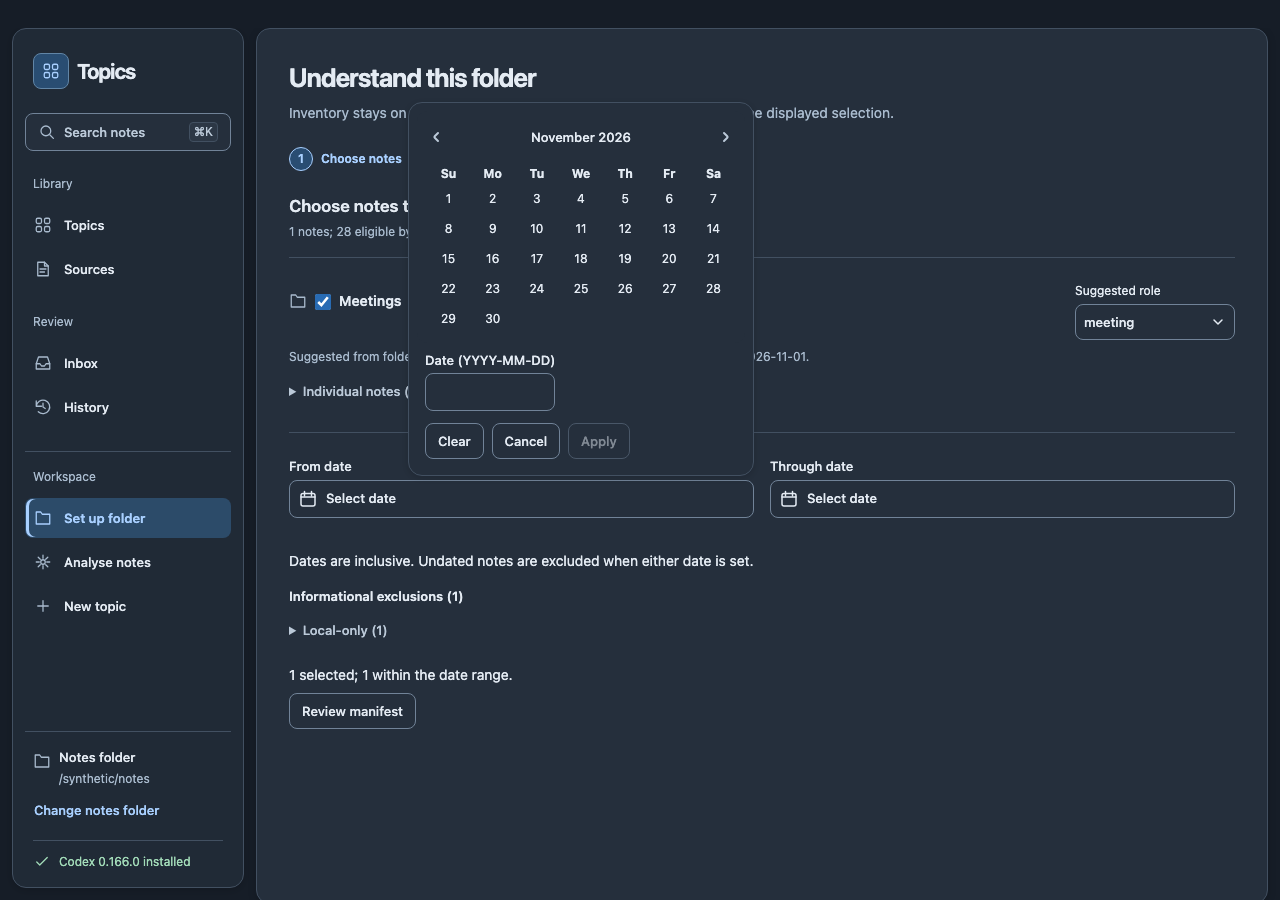 Topics
Search notes ⌘K
Library
Topics
Sources
Review
Inbox
History
Workspace
Set up folder
Analyse notes
New topic
Notes folder
/synthetic/notes
Change notes folder
Codex 0.166.0 installed
Understand this folder
Inventory stays on
displayed selection.
1 Choose notes
Choose notes
1 notes; 28 eligible
Meetings
Suggested role
meeting
Suggested from
26-11-01.
Individual notes (
November 2026
Su Mo Tu We Th Fr Sa
1 2 3 4 5 6 7
8 9 10 11 12 13 14
15 16 17 18 19 20 21
22 23 24 25 26 27 28
29 30
Date (YYYY-MM-DD)
Clear Cancel Apply
From date
Select date
Through date
Select date
Dates are inclusive. Undated notes are excluded when either date is set.
Informational exclusions (1)
Local-only (1)
1 selected; 1 within the date range.
Review manifest